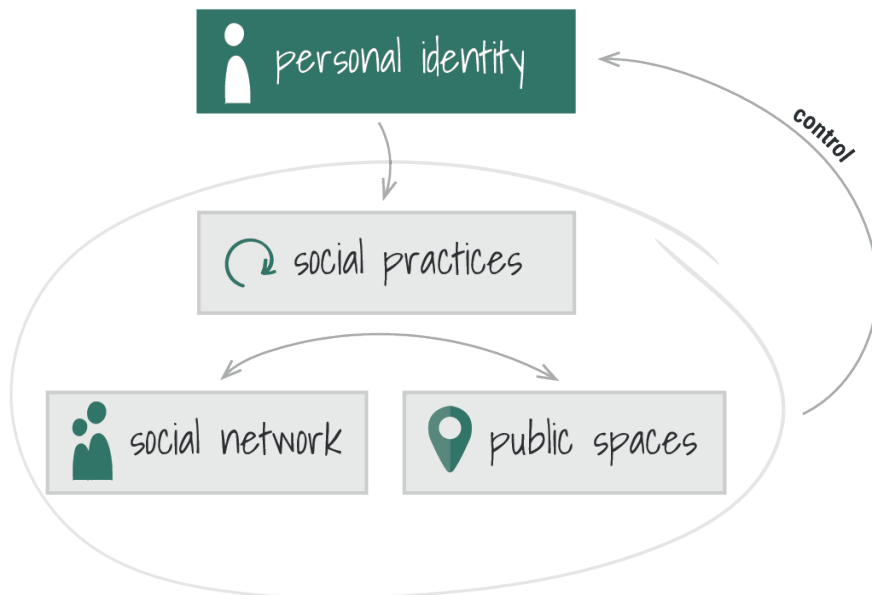 personal identity
control
social practices
social network
public spaces